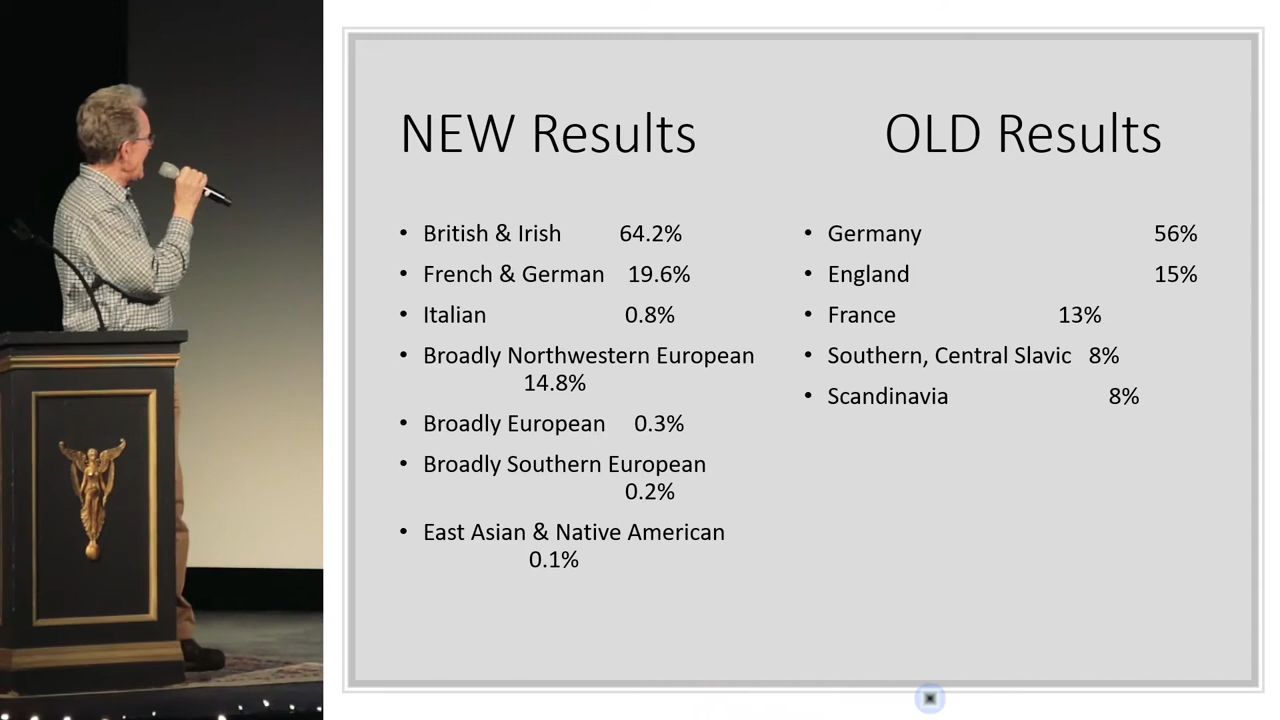 NEW Results
British & Irish 64.2%
French & German 19.6%
Italian 0.8%
Broadly Northwestern European
14.8%
Broadly European 0.3%
Broadly Southern European
0.2%
East Asian & Native American
0.1%
OLD Results
Germany 56%
England 15%
France 13%
Southern, Central Slavic 8%
Scandinavia 8%